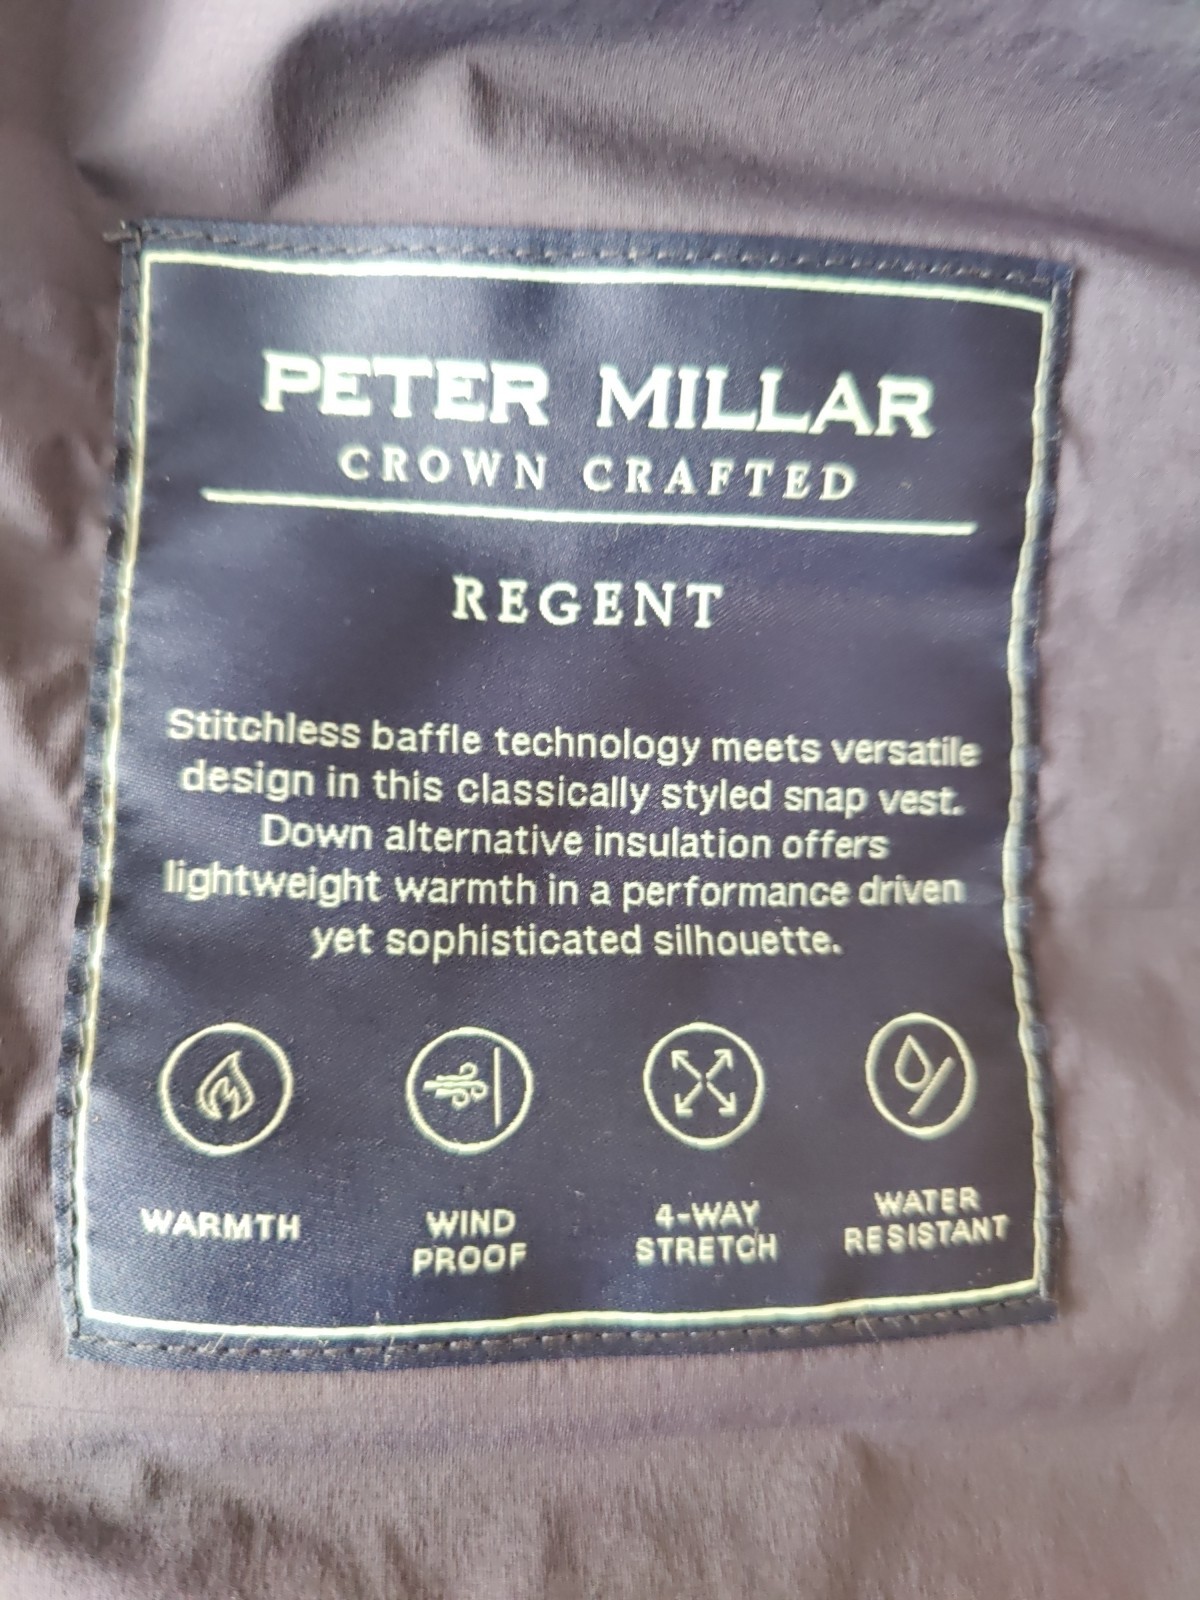 PETER MILLAR
CROWN CRAFTED
REGENT
Stitchless baffle technology meets versatile
design in this classically styled snap vest.
Down alternative insulation offers
lightweight warmth in a performance driven
yet sophisticated silhouette.
WARMTH
WIND
PROOF
4-WAY
STRETCH
WATER
RESISTANT